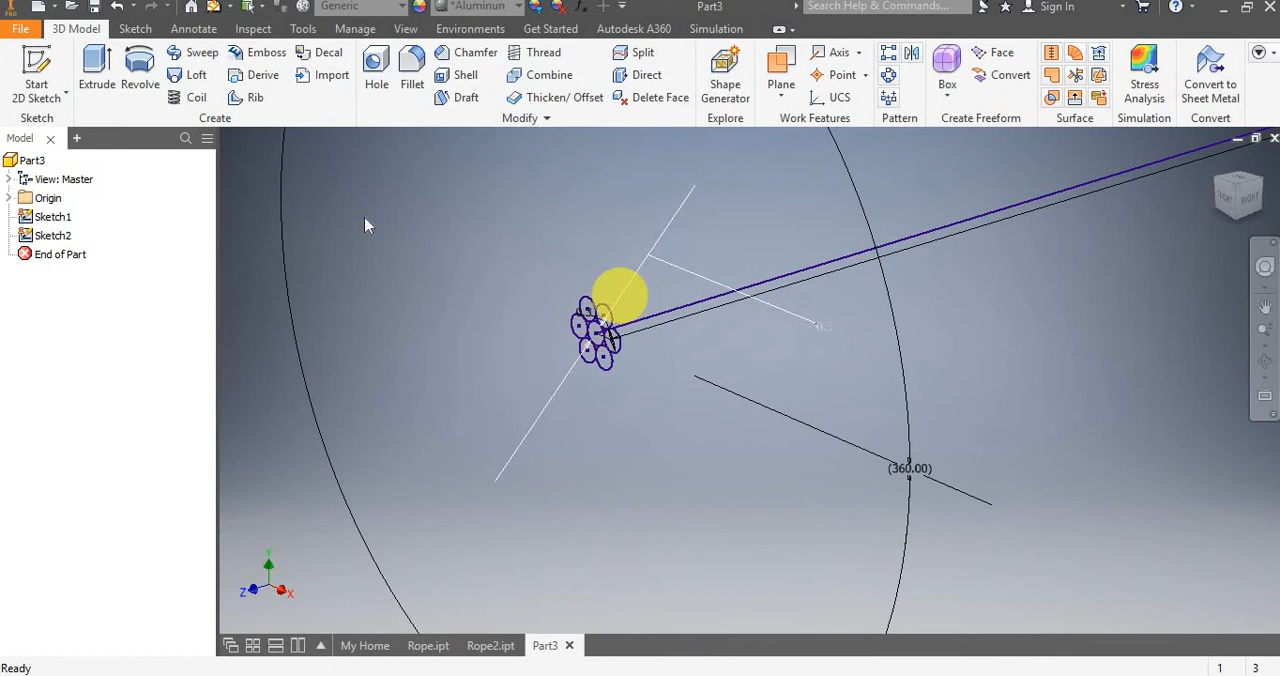 PRO
Generic
*Aluminum
Part3
Search Help & Commands...
Sign In
File
3D Model
Sketch
Annotate
Inspect
Tools
Manage
View
Environments
Get Started
Autodesk A360
Simulation
Start
2D Sketch
Sketch
Extrude
Revolve
Sweep
Loft
Coil
Emboss
Derive
Rib
Decal
Import
Create
Hole
Fillet
Chamfer
Shell
Draft
Thread
Combine
Thicken/ Offset
Split
Direct
Delete Face
Modify
Shape
Generator
Explore
Plane
Axis
Point
UCS
Work Features
Pattern
Box
Face
Convert
Create Freeform
Surface
Stress
Analysis
Simulation
Convert to
Sheet Metal
Convert
Model
Part3
View: Master
Origin
Sketch1
Sketch2
End of Part
FRONT
RIGHT
(360.00)
Y
Z
X
My Home
Rope.ipt
Rope2.ipt
Part3
Ready
1
3